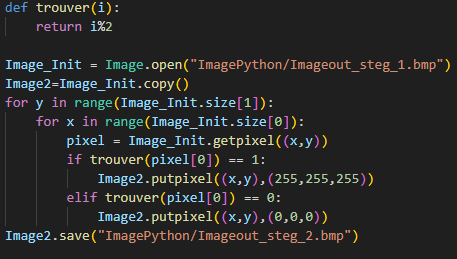 def trouver(i):
    return i%2
Image_Init = Image.open("ImagePython/Imageout_steg_1.bmp")
Image2=Image_Init.copy()
for y in range(Image_Init.size[1]):
    for x in range(Image_Init.size[0]):
        pixel = Image_Init.getpixel((x,y))
        if trouver(pixel[0]) == 1:
            Image2.putpixel((x,y),(255,255,255))
        elif trouver(pixel[0]) == 0:
            Image2.putpixel((x,y),(0,0,0))
Image2.save("ImagePython/Imageout_steg_2.bmp")